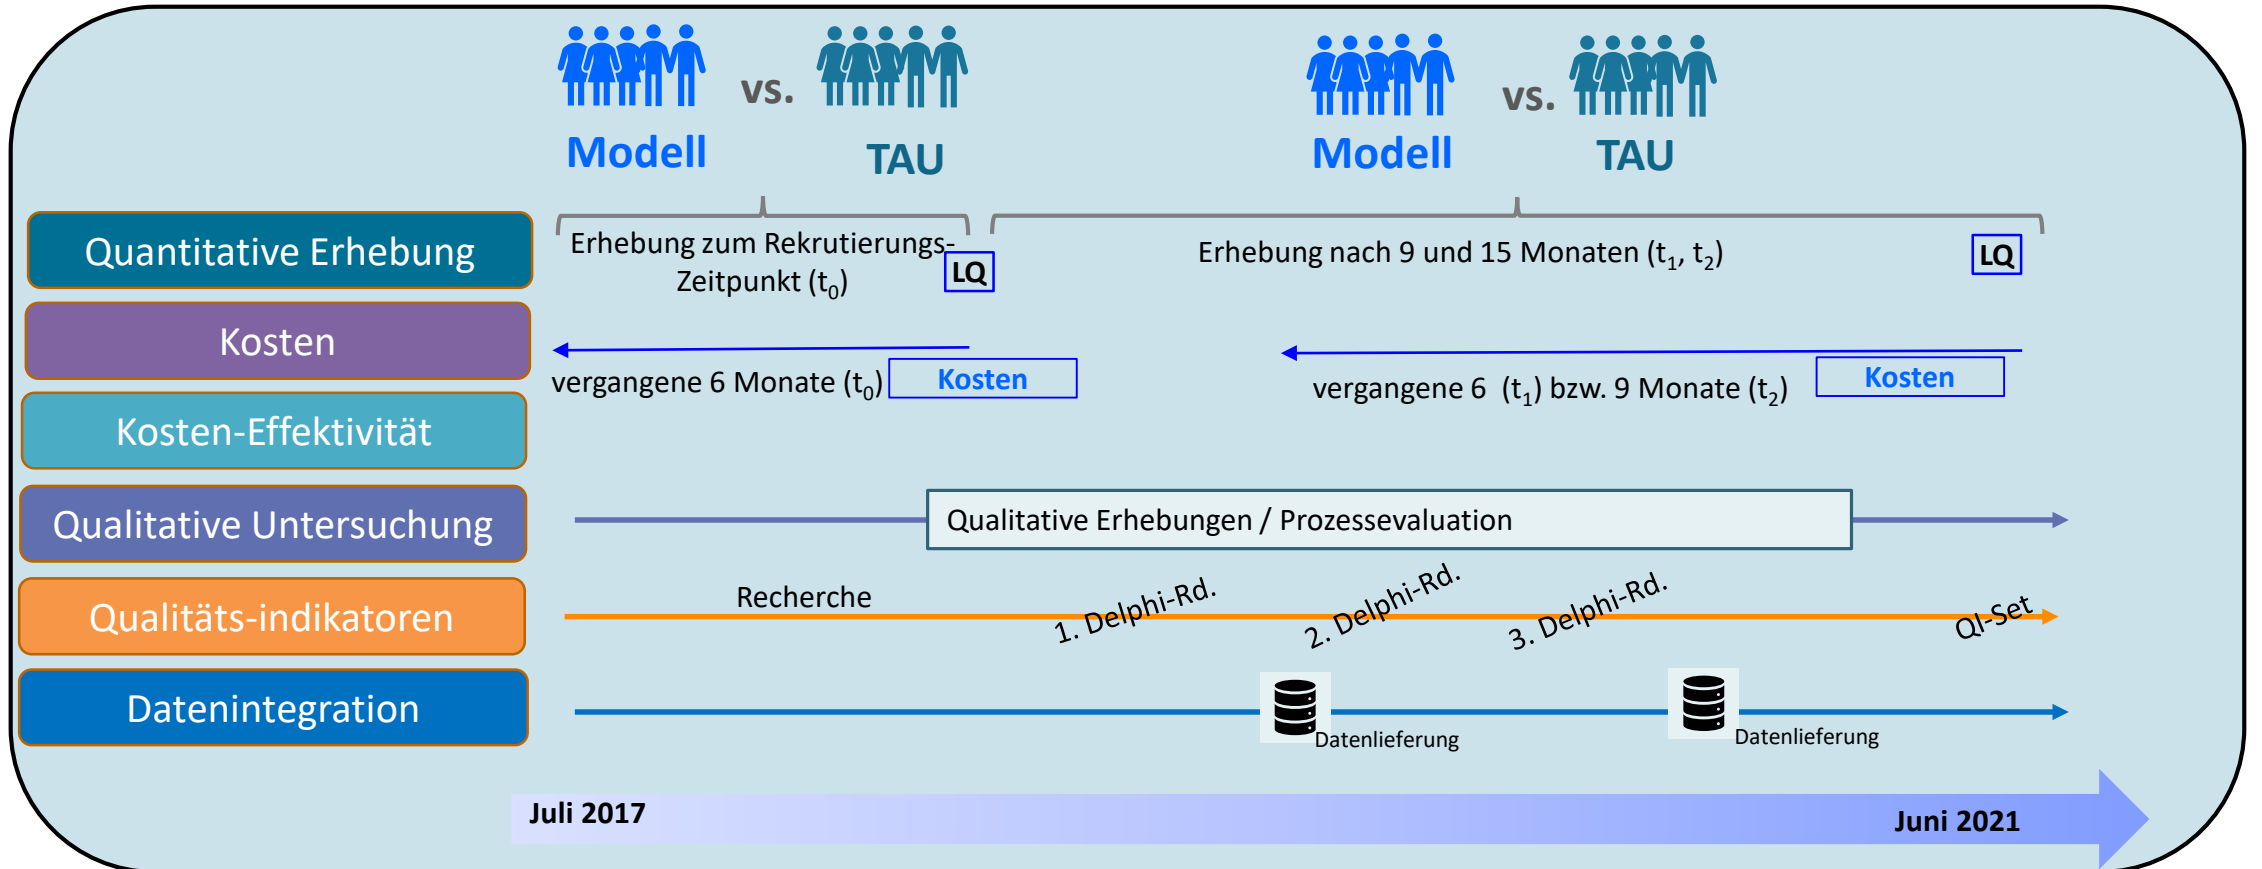 vs.
Modell
TAU
vs.
Modell
TAU
Quantitative Erhebung
Erhebung zum Rekrutierungs-
Zeitpunkt (t0)
LQ
Erhebung nach 9 und 15 Monaten (t1, t2)
LQ
Kosten
vergangene 6 Monate (t0)
Kosten
vergangene 6 (t1) bzw. 9 Monate (t2)
Kosten
Kosten-Effektivität
Qualitative Untersuchung
Qualitative Erhebungen / Prozessevaluation
Qualitäts-indikatoren
Recherche
1. Delphi-Rd.
2. Delphi-Rd.
3. Delphi-Rd.
QI-Set
Datenintegration
Datenlieferung
Datenlieferung
Juli 2017
Juni 2021